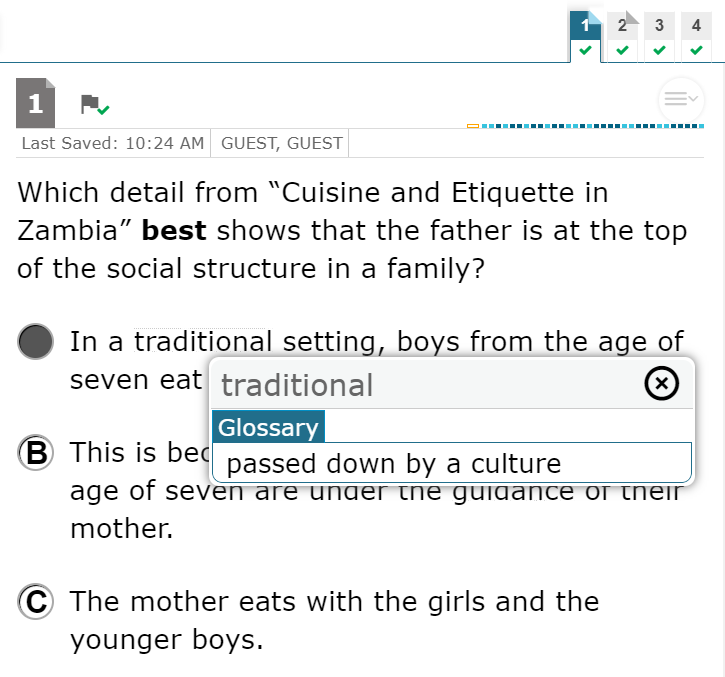 1 2 3 4
1
Last Saved: 10:24 AM GUEST, GUEST
Which detail from “Cuisine and Etiquette in
Zambia” best shows that the father is at the top
of the social structure in a family?
In a traditional setting, boys from the age of
seven eat
traditional
Glossary
passed down by a culture
B This is
age of seven are under the guidance of their
mother.
C The mother eats with the girls and the
younger boys.